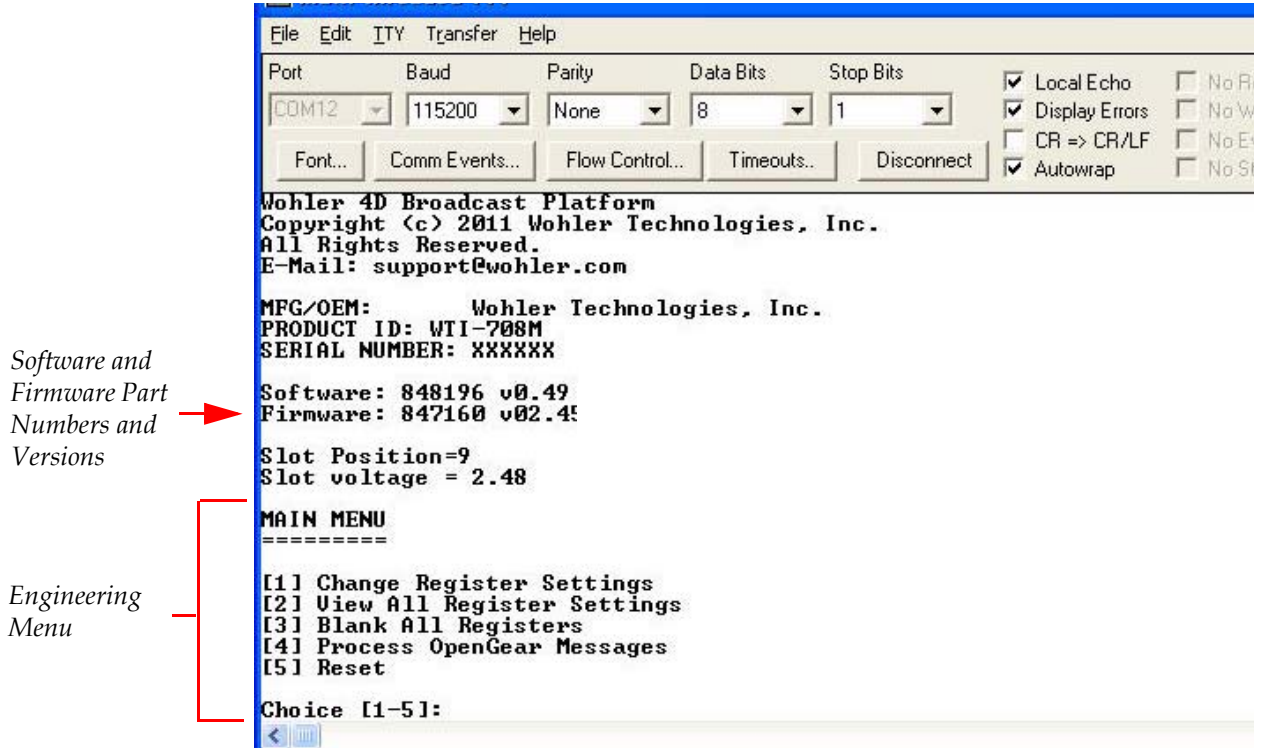 File Edit TTY Transfer Help
Port Baud Parity Data Bits Stop Bits
COM12 115200 None 8 1
Local Echo
Display Errors
CR => CR/LF
Autowrap
No
No
No
No
Font... Comm Events... Flow Control... Timeouts.. Disconnect
Wohler 4D Broadcast Platform
Copyright (c) 2011 Wohler Technologies, Inc.
All Rights Reserved.
E-Mail: support@wohler.com
MFG/OEM: Wohler Technologies, Inc.
PRODUCT ID: WTI-708M
SERIAL NUMBER: XXXXXX
Software and
Firmware Part
Numbers and
Versions
Software: 848196 v0.49
Firmware: 847160
Slot Position=9
Slot voltage = 2.48
Engineering
Menu
MAIN MENU
=========
[1] Change Register Settings
[2] View All Register Settings
[3] Blank All Registers
[4] Process OpenGear Messages
[5] Reset
Choice [1-5]: